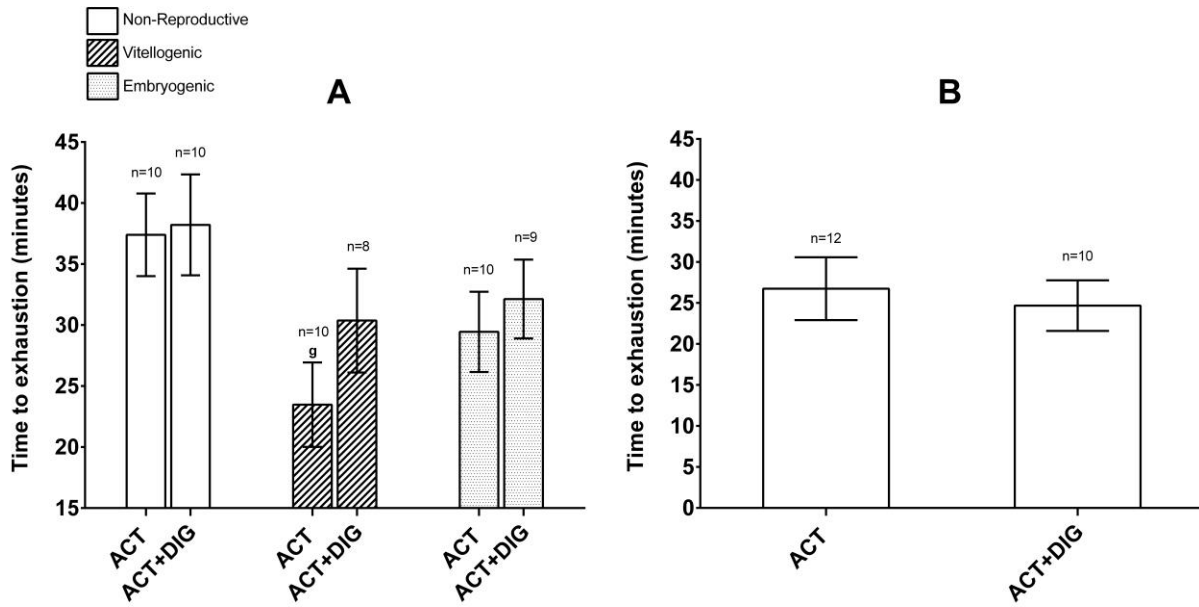 Non-Reproductive
Vitellogenic
Embryogenic
A
B
Time to exhaustion (minutes)
45
40
35
30
25
20
15
n=10
n=10
n=10
g
n=8
n=10
n=9
ACT
ACT+DIG
ACT
ACT+DIG
ACT
ACT+DIG
Time to exhaustion (minutes)
45
40
35
30
25
20
15
10
5
0
n=12
n=10
ACT
ACT+DIG